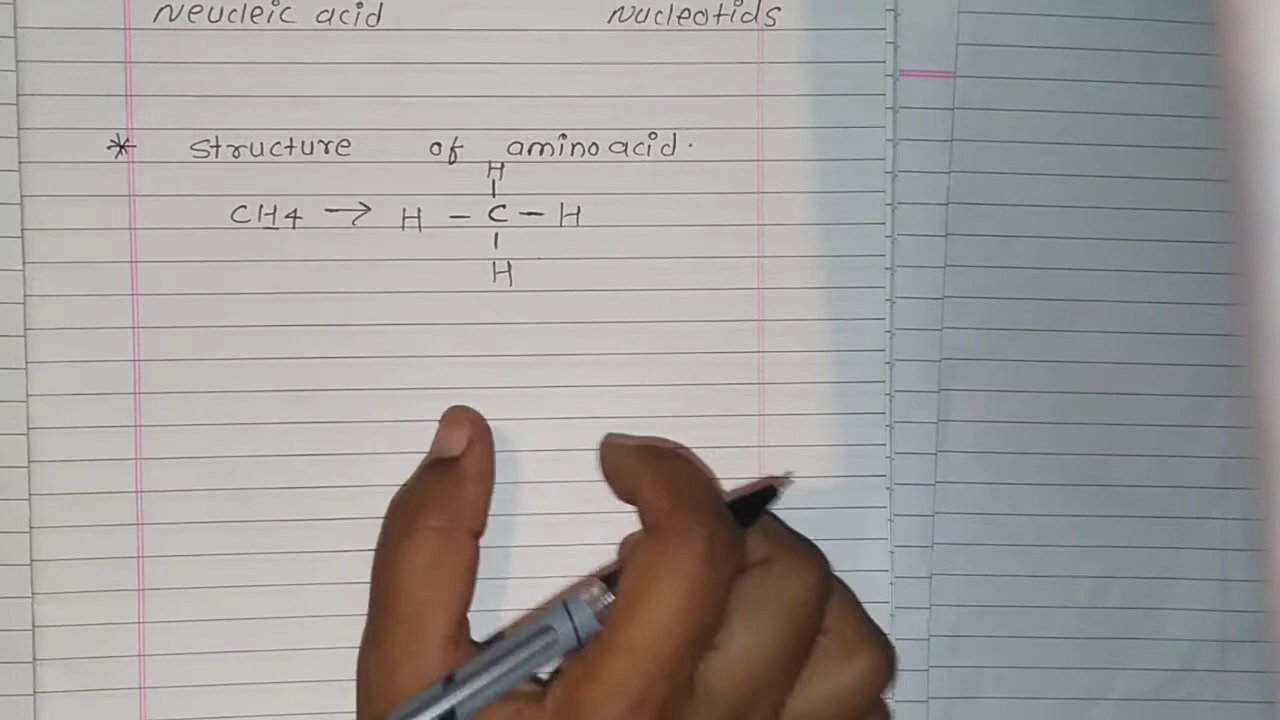 Neucleic acid Nucleotids
* structure of amino acid.
H
CH4 → H - C - H
H